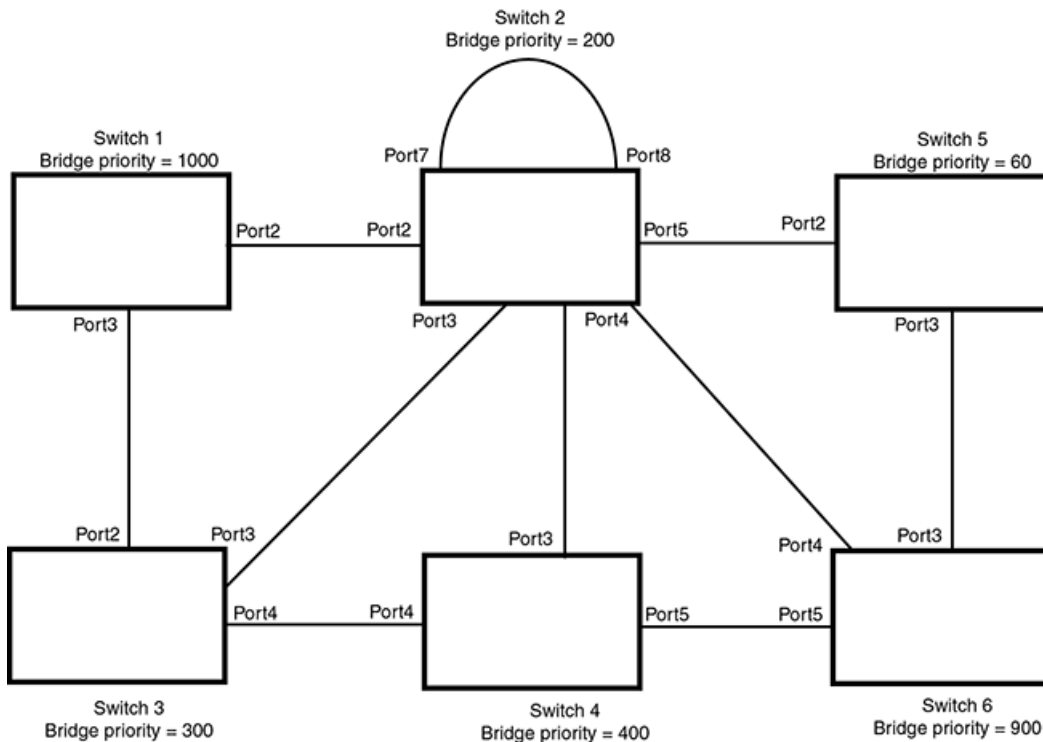 Switch 2
Bridge priority = 200
Switch 1
Bridge priority = 1000
Port7
Port8
Switch 5
Bridge priority = 60
Port2
Port2
Port5
Port2
Port3
Port3
Port4
Port3
Port2
Port3
Port3
Port4
Port3
Port4
Port4
Port5
Port5
Switch 3
Bridge priority = 300
Switch 4
Bridge priority = 400
Switch 6
Bridge priority = 900